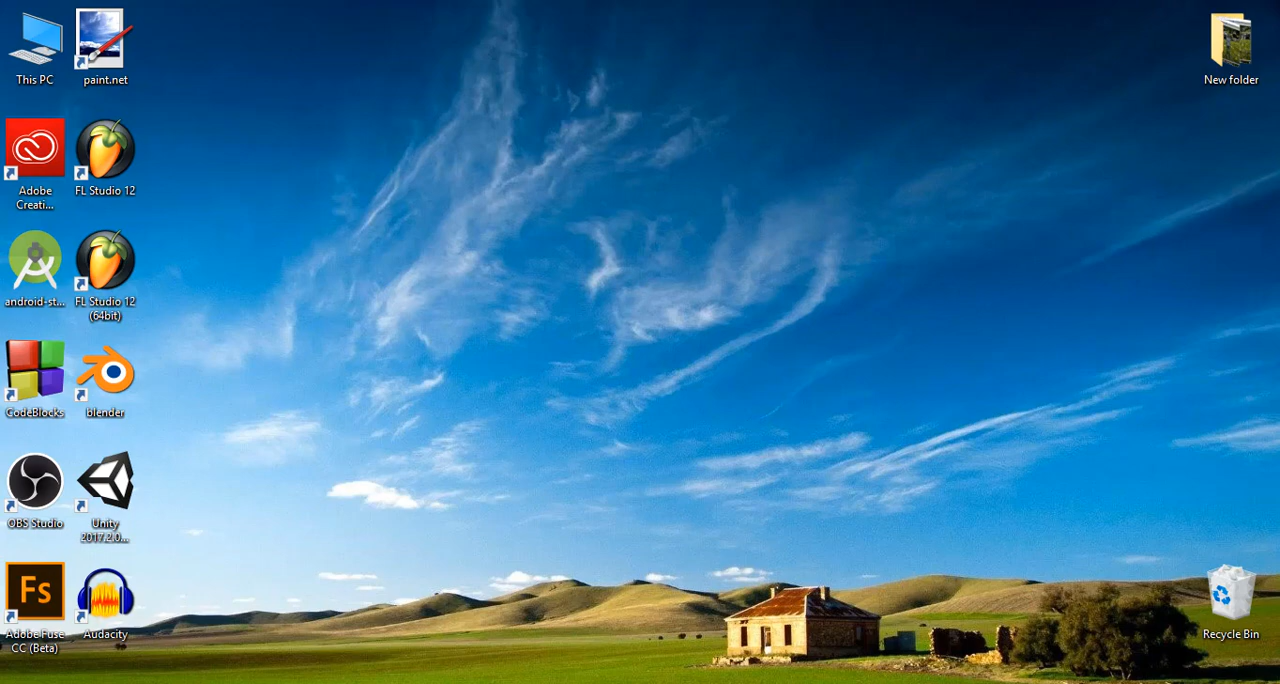 This PC
paint.net
New folder
Adobe
Creati...
FL Studio 12
android-st...
FL Studio 12
(64bit)
CodeBlocks
blender
OBS Studio
Unity
2017.2.0...
Fs
Adobe Fuse
CC (Beta)
Audacity
Recycle Bin